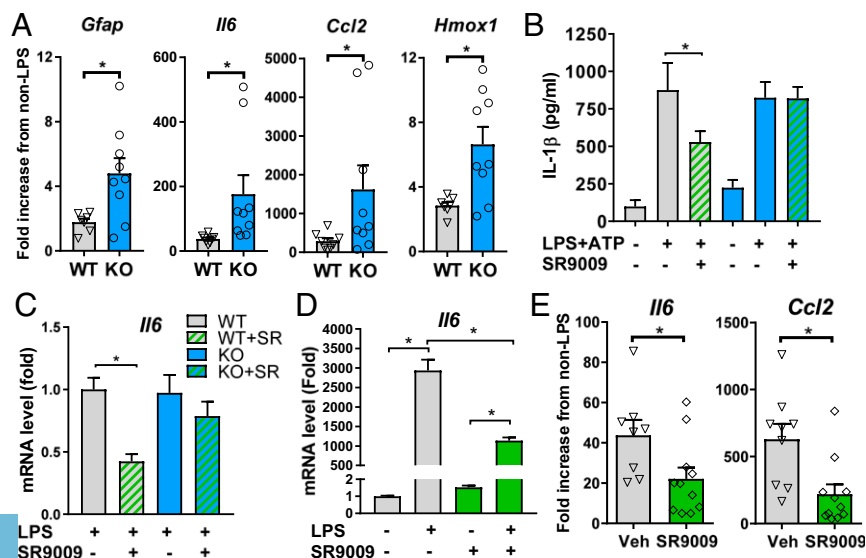 A
Gfap
Il6
Ccl2
Hmox1
Fold increase from non-LPS
12
8
4
0
600
400
200
0
5000
4000
3000
2000
1000
0
12
8
4
0
*
*
*
*
WT KO
WT KO
WT KO
WT KO
B
IL-1β (pg/ml)
1250
1000
750
500
250
0
*
LPS+ATP - + + - + +
SR9009 - + - +
C
Il6
mRNA level (fold)
1.5
1.0
0.5
0.0
*
WT
WT+SR
KO
KO+SR
LPS + + + +
SR9009 - + - +
D
Il6
mRNA level (Fold)
4000
3500
3000
2500
2000
1500
1000
500
2
1
0
*
*
*
LPS - + - +
SR9009 - - + +
E
Il6
Ccl2
Fold increase from non-LPS
100
80
60
40
20
0
1500
1000
500
0
*
*
Veh SR9009
Veh SR9009